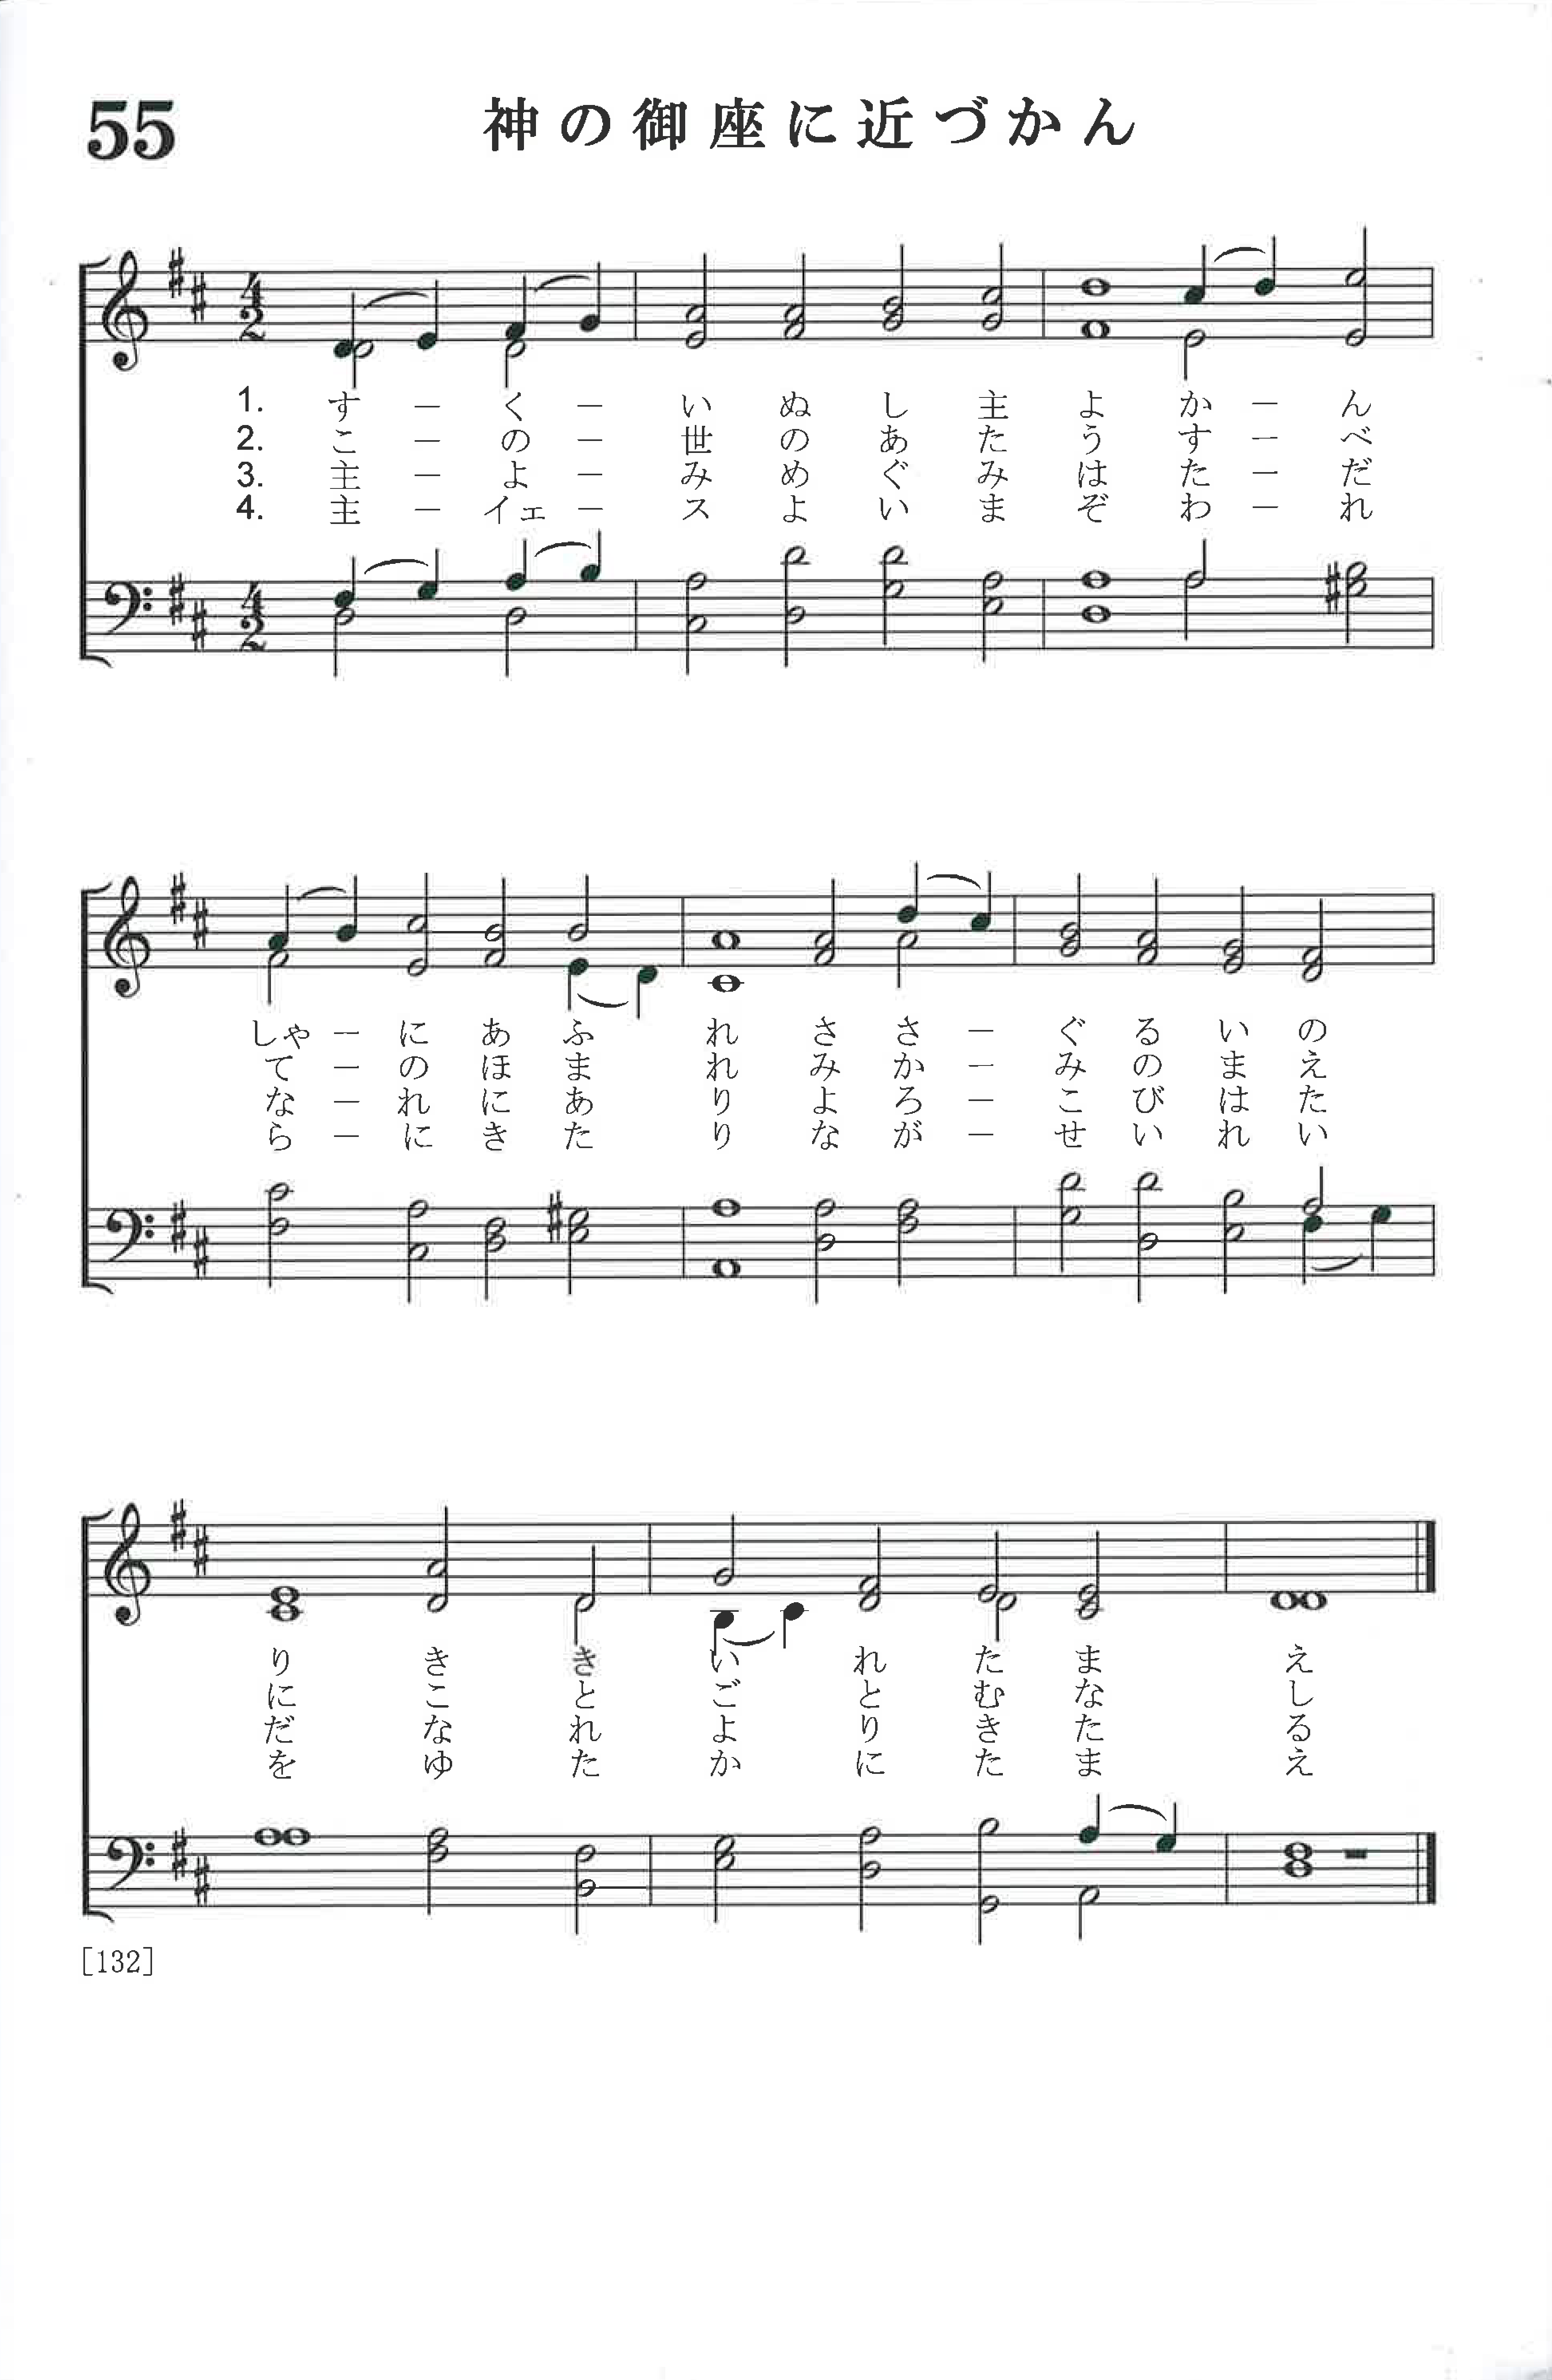 55
神の御座に近づかん
1. す ー く ー い ぬ し 主 よ か ー ん
2. こ ー の ー 世 の あ た う す ー べ
3. 主 ー よ ー み め ぐ み は た ー だ
4. 主 ー イェ ー ス よ い ま ぞ わ ー れ
しゃ ー に あ ふ れ さ さ ー ぐ る い の
て ー の ほ ま れ み か ー み の ま え
な ー れ に あ り よ ろ ー こ び は た
ら ー に き た り な が ー せ い れ い
り き き い れ た ま え
に こ と ご と む な し
だ な れ よ り き た る
を ゆ た か に た ま え
[132]